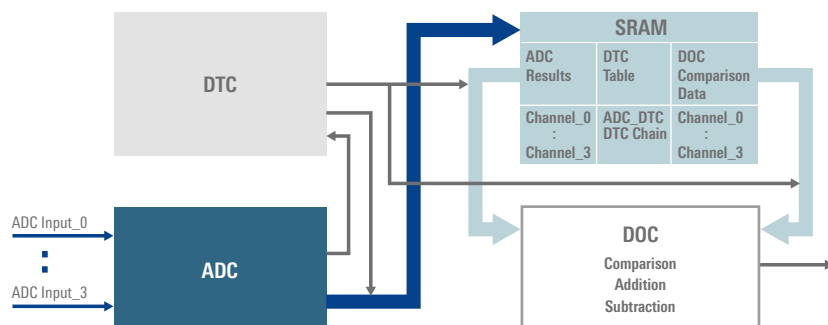 DTC
SRAM
ADC Results
DTC Table
DOC Comparison Data
Channel_0
:
Channel_3
ADC_DTC
DTC Chain
Channel_0
:
Channel_3
ADC Input_0
:
ADC Input_3
ADC
DOC
Comparison
Addition
Subtraction